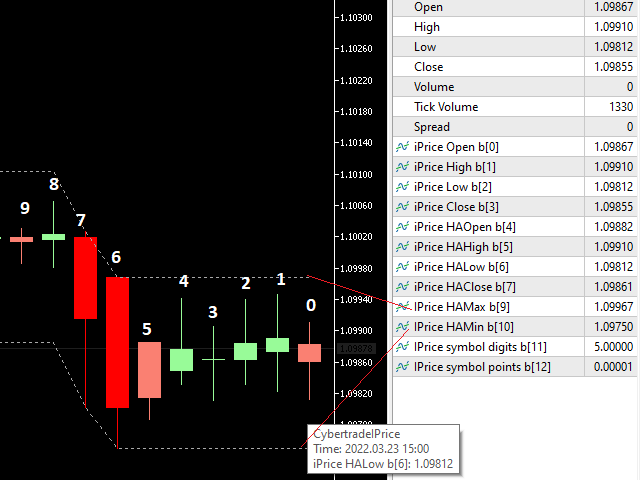 Open 1.09867
High 1.09910
Low 1.09812
Close 1.09855
Volume 0
Tick Volume 1330
Spread 0
iPrice Open b[0] 1.09867
iPrice High b[1] 1.09910
iPrice Low b[2] 1.09812
iPrice Close b[3] 1.09855
iPrice HAOpen b[4] 1.09882
iPrice HAHigh b[5] 1.09910
iPrice HALow b[6] 1.09812
iPrice HAClose b[7] 1.09861
IPrice HAMax b[9] 1.09967
IPrice HAMin b[10] 1.09750
IPrice symbol digits b[11] 5.00000
IPrice symbol points b[12] 0.00001
1.10300
1.10260
1.10220
1.10180
1.10140
1.10100
1.10060
1.10020
1.09980
1.09940
1.09900
1.09878
1.09860
1.09820
1.09780
9
8
7
6
5
4
3
2
1
0
CybertradeIPrice
Time: 2022.03.23 15:00
iPrice HALow b[6]: 1.09812